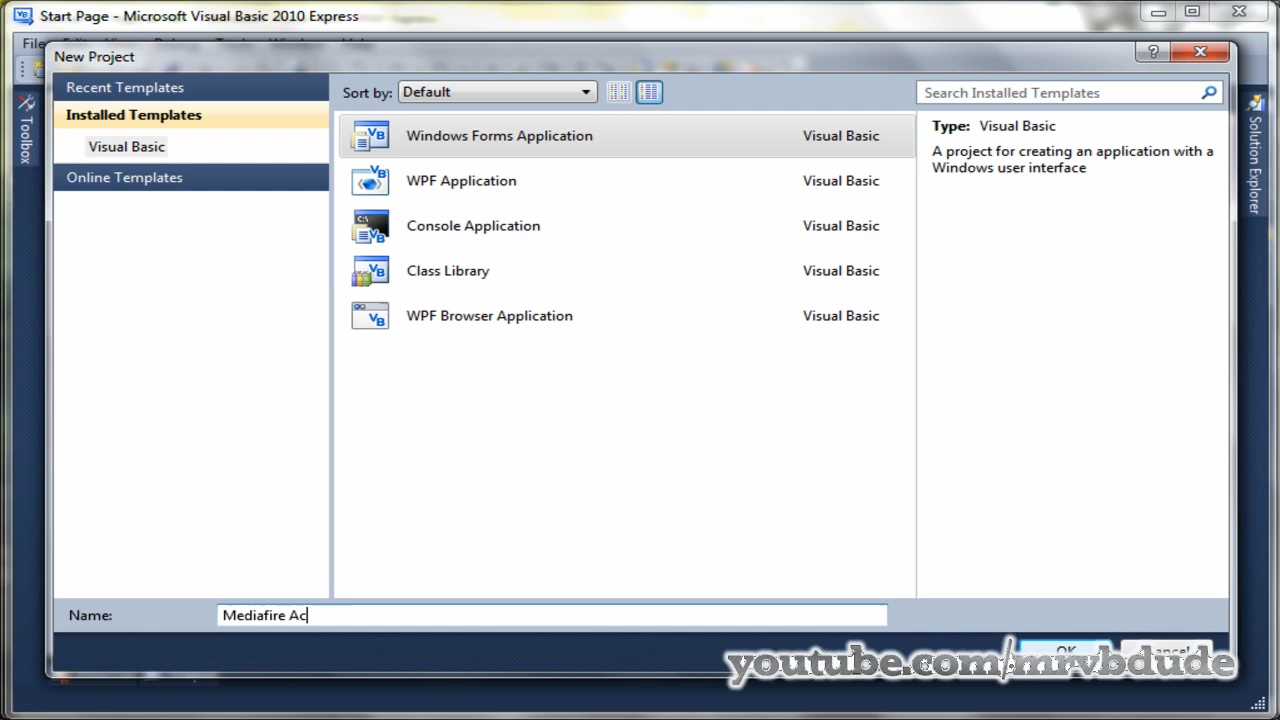 Start Page - Microsoft Visual Basic 2010 Express
New Project
Recent Templates
Installed Templates
Visual Basic
Online Templates
Sort by: Default
Search Installed Templates
Windows Forms Application Visual Basic
WPF Application Visual Basic
Console Application Visual Basic
Class Library Visual Basic
WPF Browser Application Visual Basic
Type: Visual Basic
A project for creating an application with a
Windows user interface
Toolbox
Solution Explorer
Name: Mediafire Ac
OK Cancel
youtube.com/mrvbdude